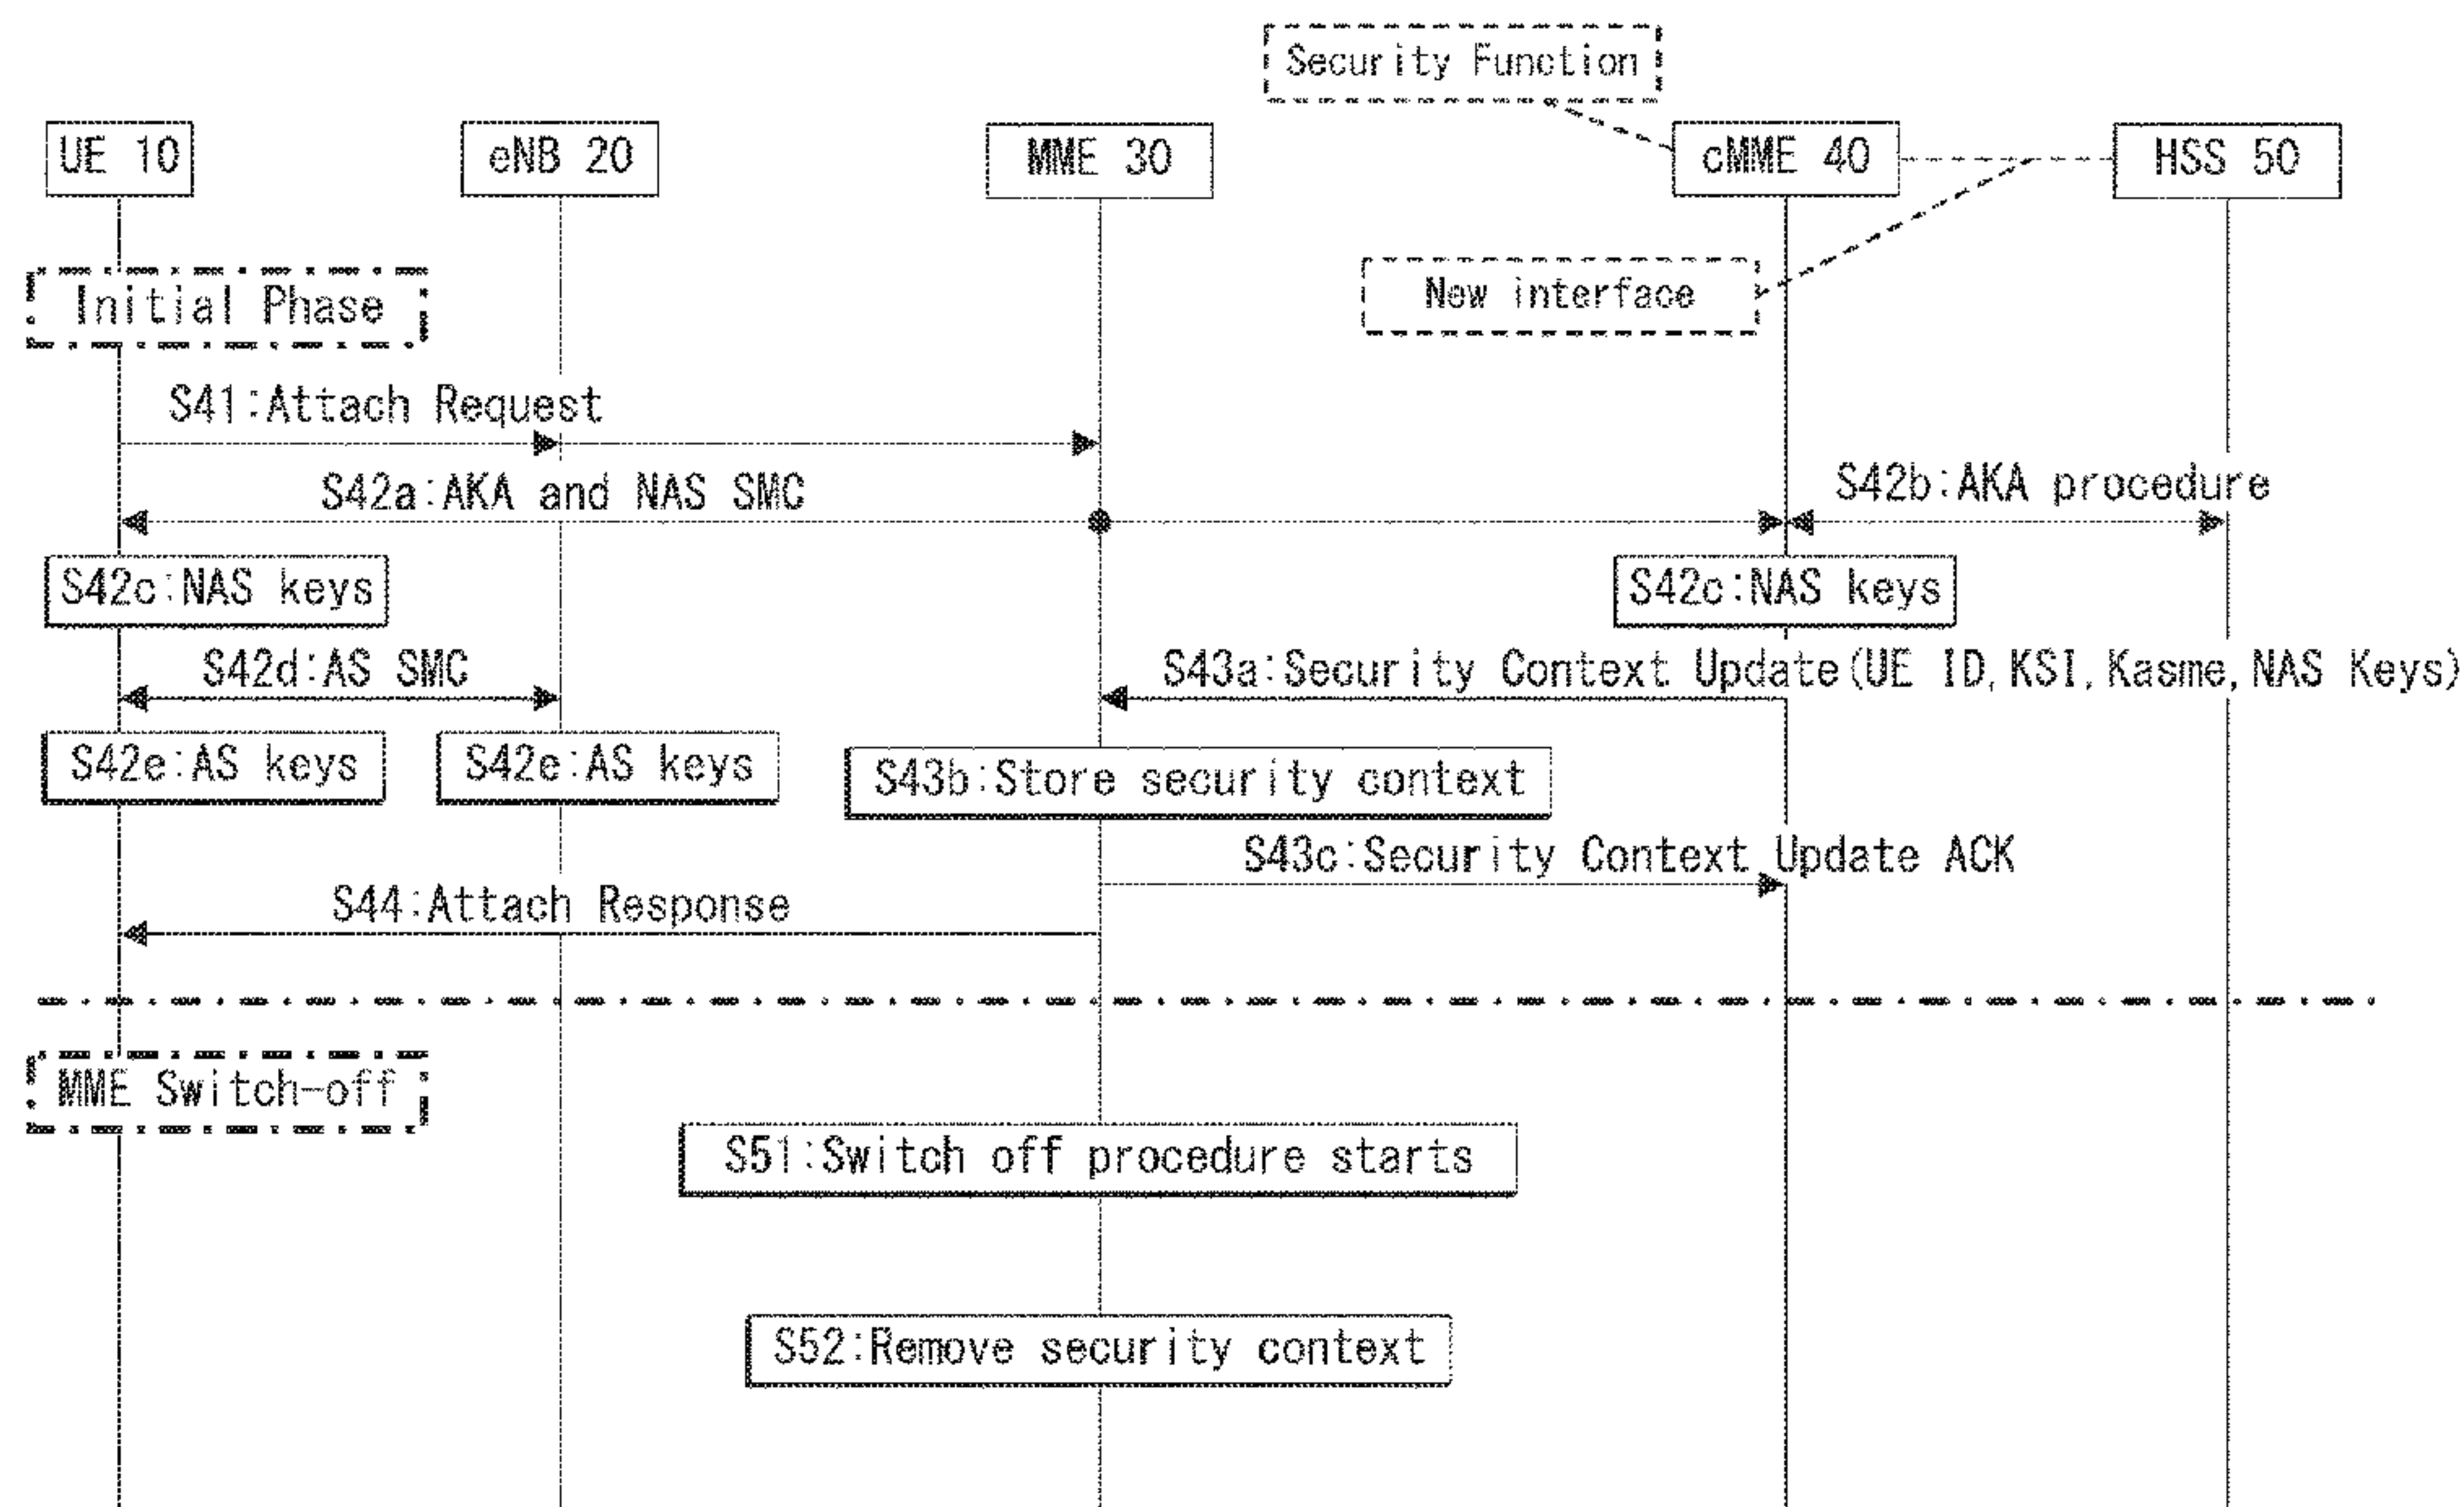 Security Function
UE 10
eNB 20
MME 30
cMME 40
HSS 50
Initial Phase
New interface
S41:Attach Request
S42a:AKA and NAS SMC
S42b:AKA procedure
S42c:NAS keys
S42c:NAS keys
S42d:AS SMC
S43a:Security Context Update(UE ID,KSI,Kasme,NAS Keys)
S42e:AS keys
S42e:AS keys
S43b:Store security context
S43c:Security Context Update ACK
S44:Attach Response
MME Switch-off
S51:Switch off procedure starts
S52:Remove security context